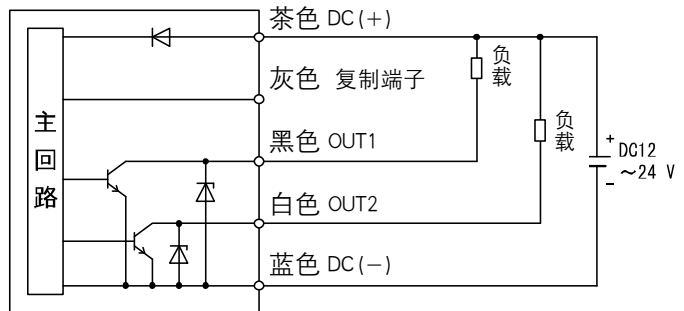 茶色 DC(+)
灰色 复制端子
黑色 OUT1
白色 OUT2
蓝色 DC(−)
主回路
负载
负载
+
DC12
～24 V
−